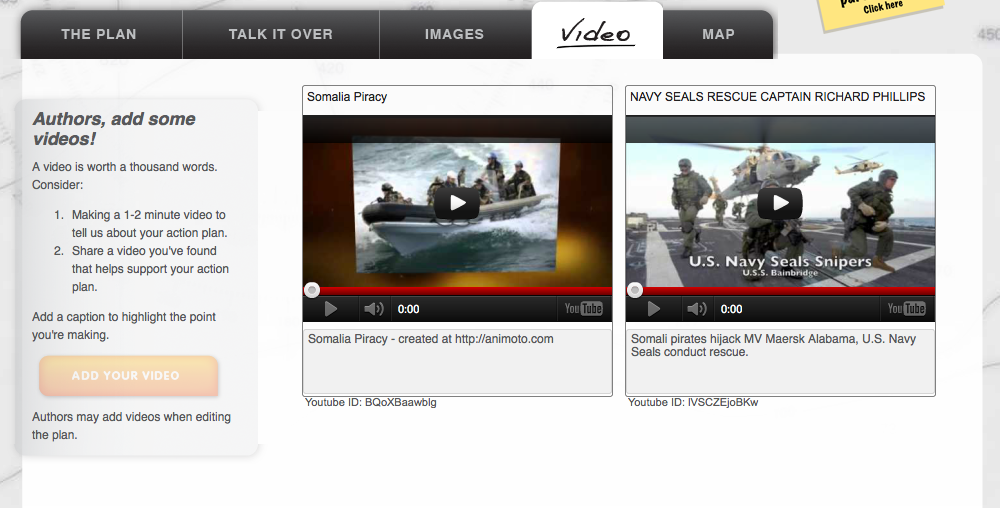 THE PLAN
TALK IT OVER
IMAGES
Video
MAP
Click here
Authors, add some
videos!
A video is worth a thousand words.
Consider:
1. Making a 1-2 minute video to
tell us about your action plan.
2. Share a video you've found
that helps support your action
plan.
Add a caption to highlight the point
you're making.
ADD YOUR VIDEO
Authors may add videos when editing
the plan.
Somalia Piracy
0:00
YouTube
Somalia Piracy - created at http://animoto.com
Youtube ID: BQoXBaawblg
NAVY SEALS RESCUE CAPTAIN RICHARD PHILLIPS
U.S. Navy Seals Snipers
U.S.S. Bainbridge
0:00
YouTube
Somali pirates hijack MV Maersk Alabama, U.S. Navy
Seals conduct rescue.
Youtube ID: IVSCZEjoBKw